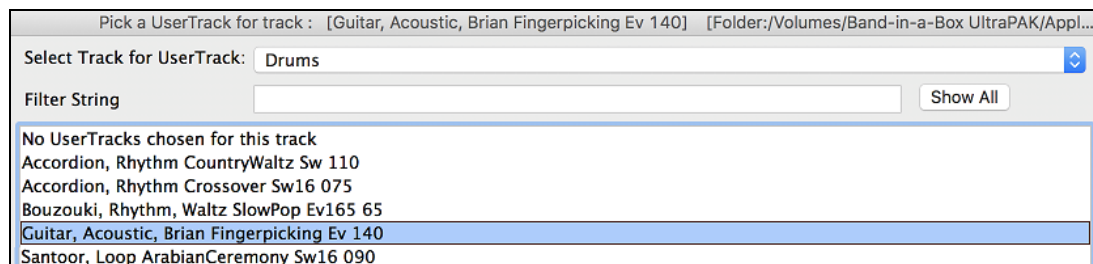 Pick a UserTrack for track : [Guitar, Acoustic, Brian Fingerpicking Ev 140] [Folder:/Volumes/Band-in-a-Box UltraPAK/Appl...
Select Track for UserTrack: Drums
Filter String Show All
No UserTracks chosen for this track
Accordion, Rhythm CountryWaltz Sw 110
Accordion, Rhythm Crossover Sw16 075
Bouzouki, Rhythm, Waltz SlowPop Ev165 65
Guitar, Acoustic, Brian Fingerpicking Ev 140
Santoor, Loop ArabianCeremony Sw16 090